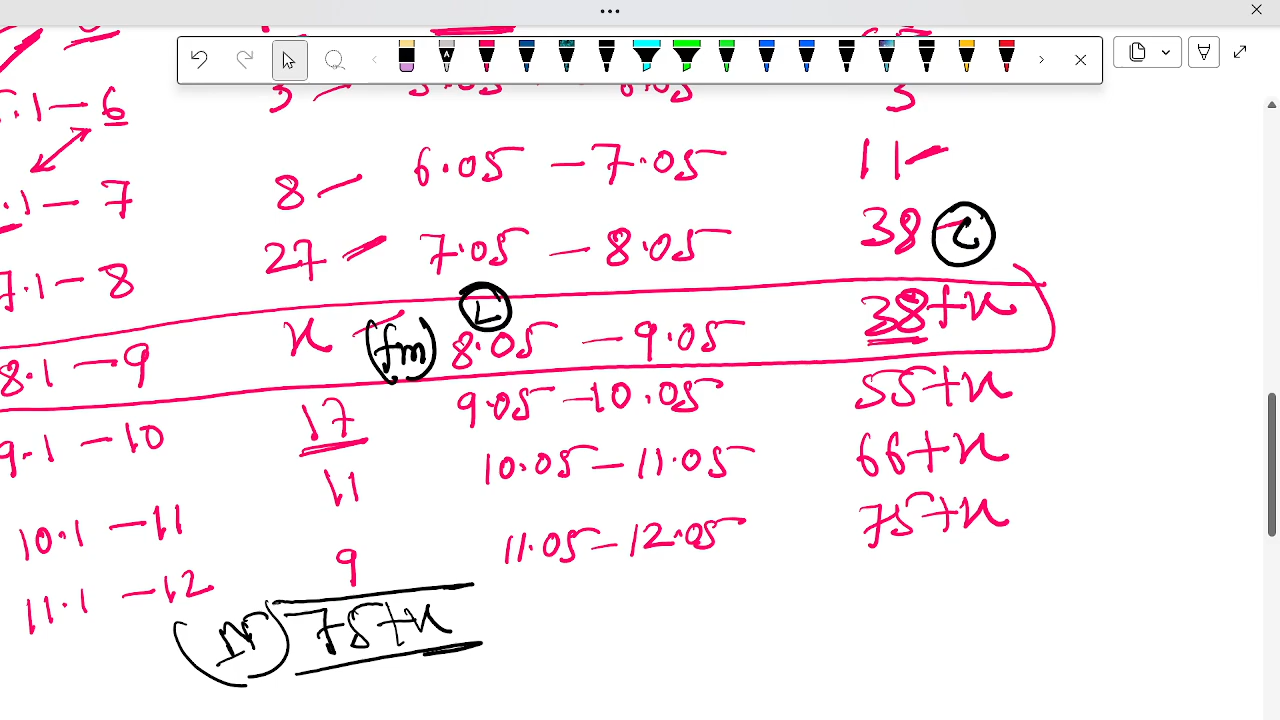 5.1 — 6 3 — 5.05 — 6.05 3
6.1 — 7 8 — 6.05 — 7.05 11 —
7.1 — 8 27 — 7.05 — 8.05 38 — C
8.1 — 9 x — (fm) L 8.05 — 9.05 38+x
9.1 — 10 17 9.05 — 10.05 55+x
10.1 — 11 11 10.05 — 11.05 66+x
11.1 — 12 9 11.05 — 12.05 75+x
(N) 75+x